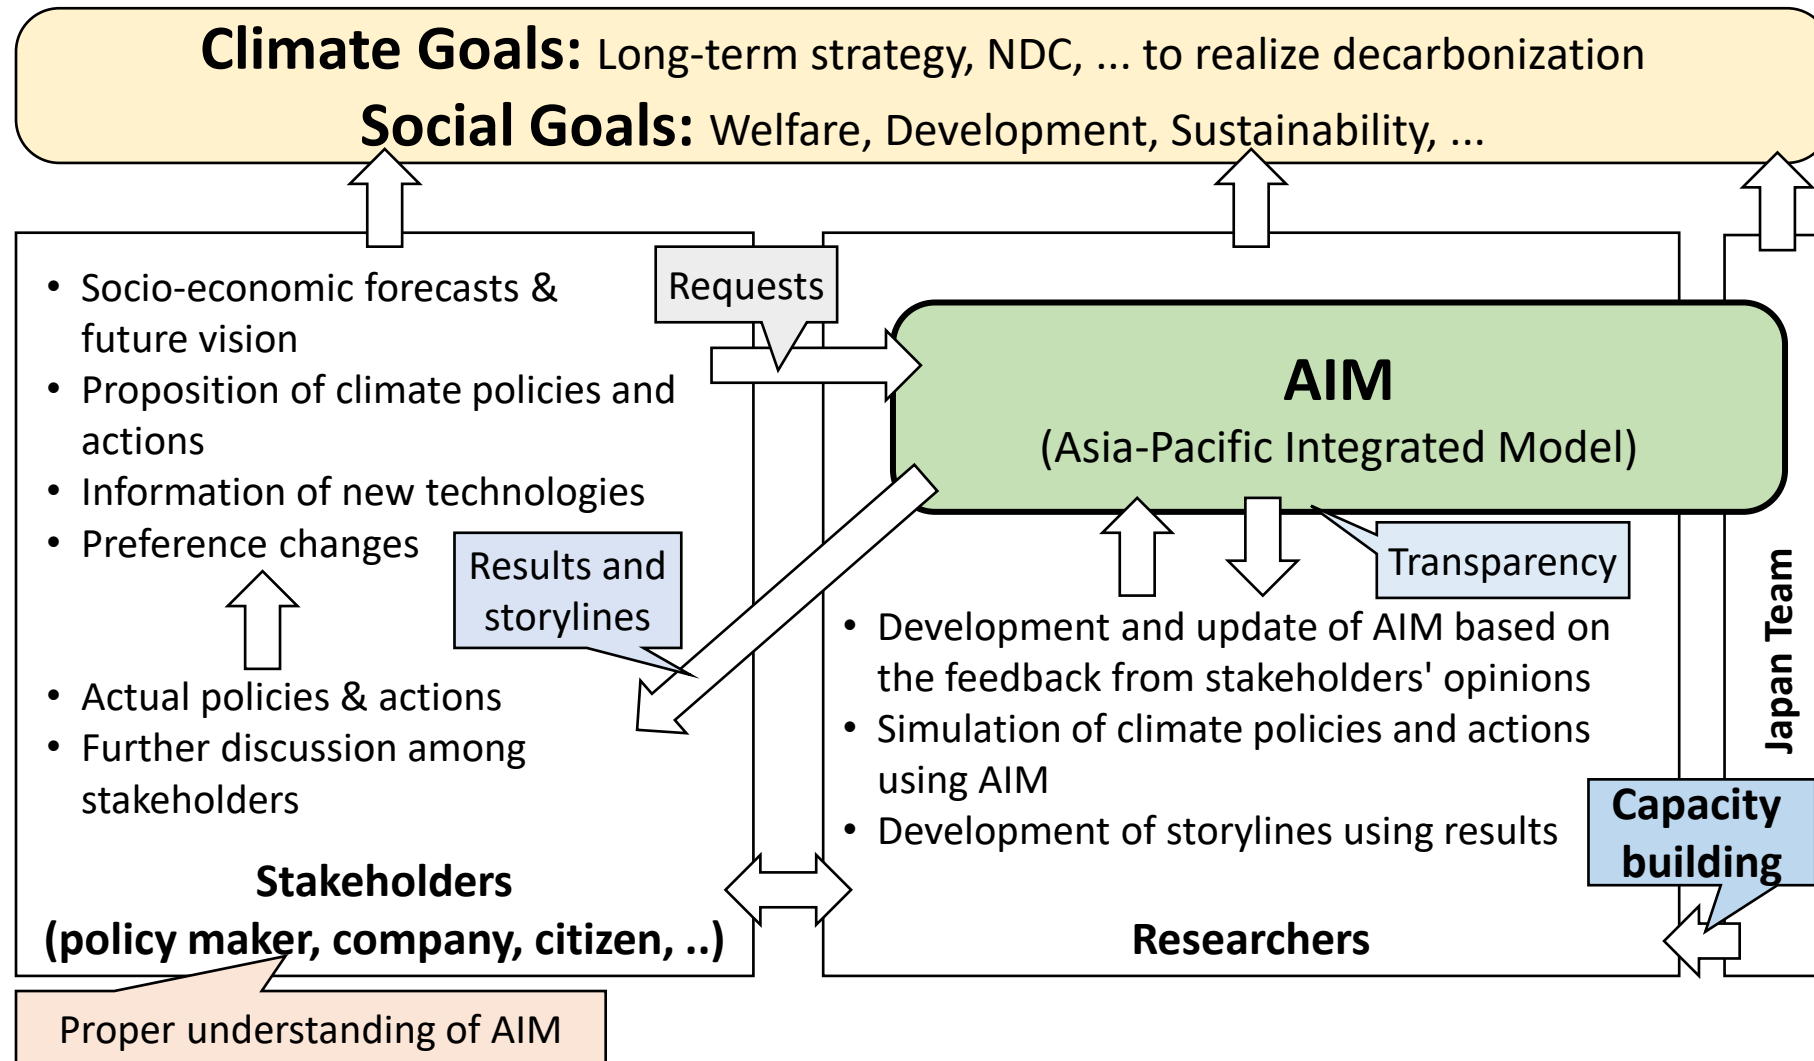 Climate Goals: Long-term strategy, NDC, ... to realize decarbonization
Social Goals: Welfare, Development, Sustainability, ...
• Socio-economic forecasts &
future vision
• Proposition of climate policies and
actions
• Information of new technologies
• Preference changes
Requests
Results and
storylines
• Actual policies & actions
• Further discussion among
stakeholders
Stakeholders
(policy maker, company, citizen, ..)
Proper understanding of AIM
AIM
(Asia-Pacific Integrated Model)
Transparency
• Development and update of AIM based on
the feedback from stakeholders' opinions
• Simulation of climate policies and actions
using AIM
• Development of storylines using results
Researchers
Japan Team
Capacity
building